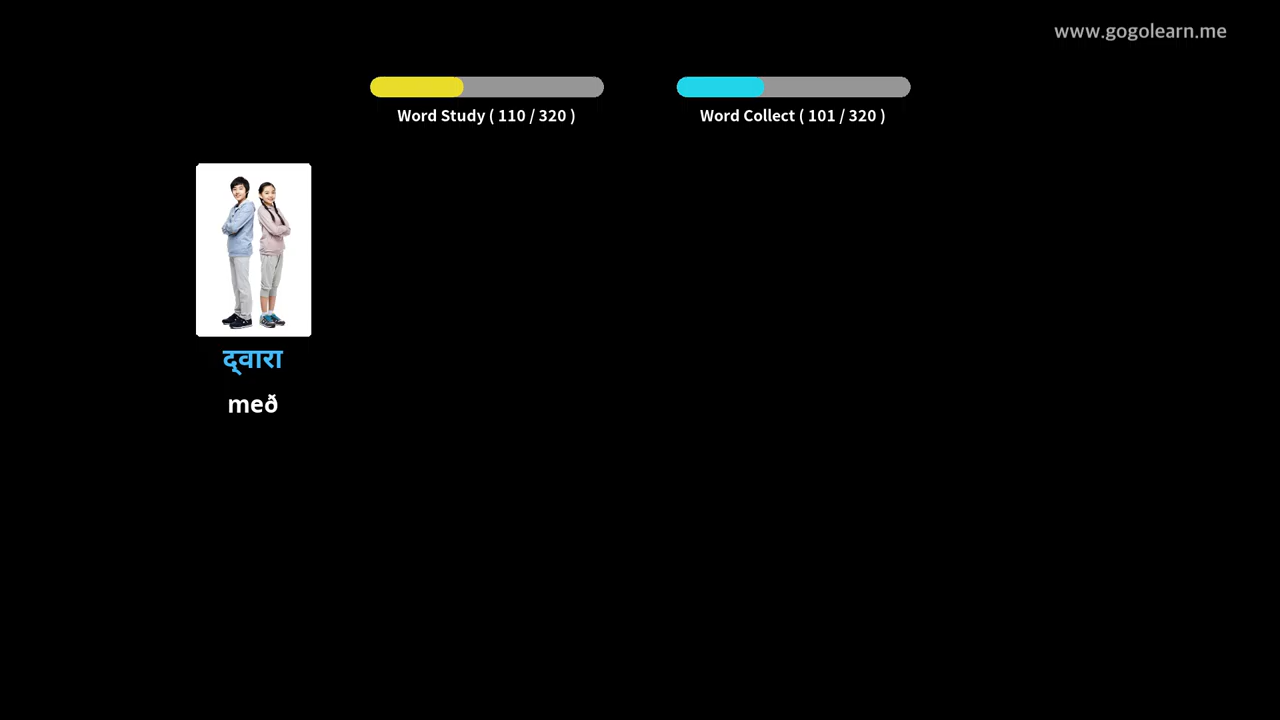 www.gogolearn.me
Word Study ( 110 / 320 )
Word Collect ( 101 / 320 )
द्वारा
með